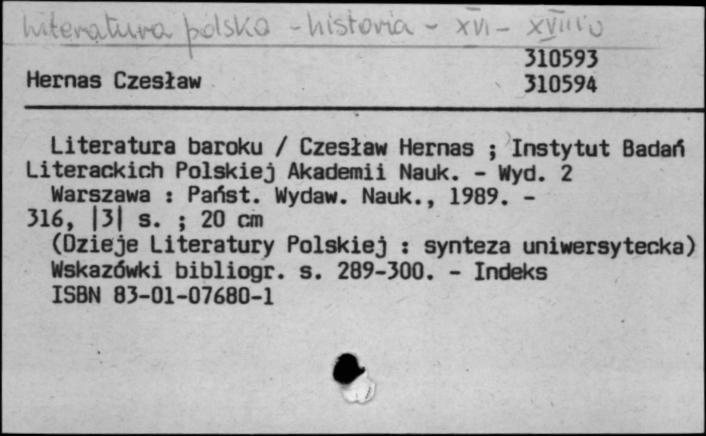 Literatura polska - historia - XVI - XVIII w
310593
Hernas Czesław 310594
Literatura baroku / Czesław Hernas ; Instytut Badań
Literackich Polskiej Akademii Nauk. - Wyd. 2
Warszawa : Państ. Wydaw. Nauk., 1989. -
316, |3| s. ; 20 cm
(Dzieje Literatury Polskiej : synteza uniwersytecka)
Wskazówki bibliogr. s. 289-300. - Indeks
ISBN 83-01-07680-1